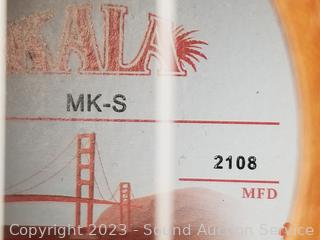 KALA
MK-S
2108
MFD
Copyright 2023 - Sound Auction Service